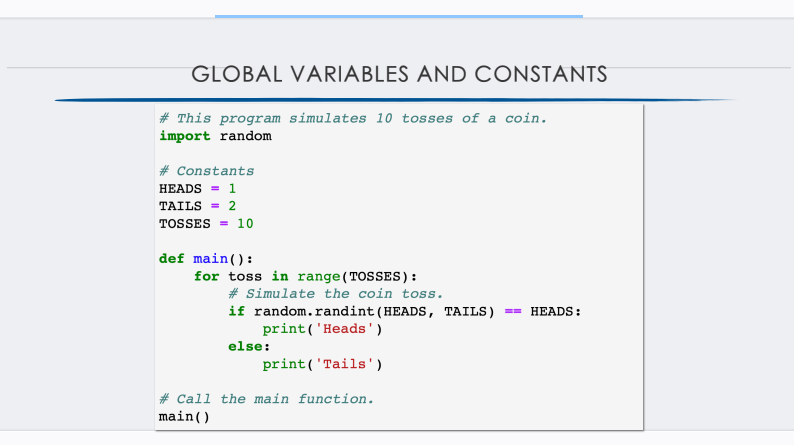 GLOBAL VARIABLES AND CONSTANTS
# This program simulates 10 tosses of a coin.
import random

# Constants
HEADS = 1
TAILS = 2
TOSSES = 10

def main():
    for toss in range(TOSSES):
        # Simulate the coin toss.
        if random.randint(HEADS, TAILS) == HEADS:
            print('Heads')
        else:
            print('Tails')

# Call the main function.
main()